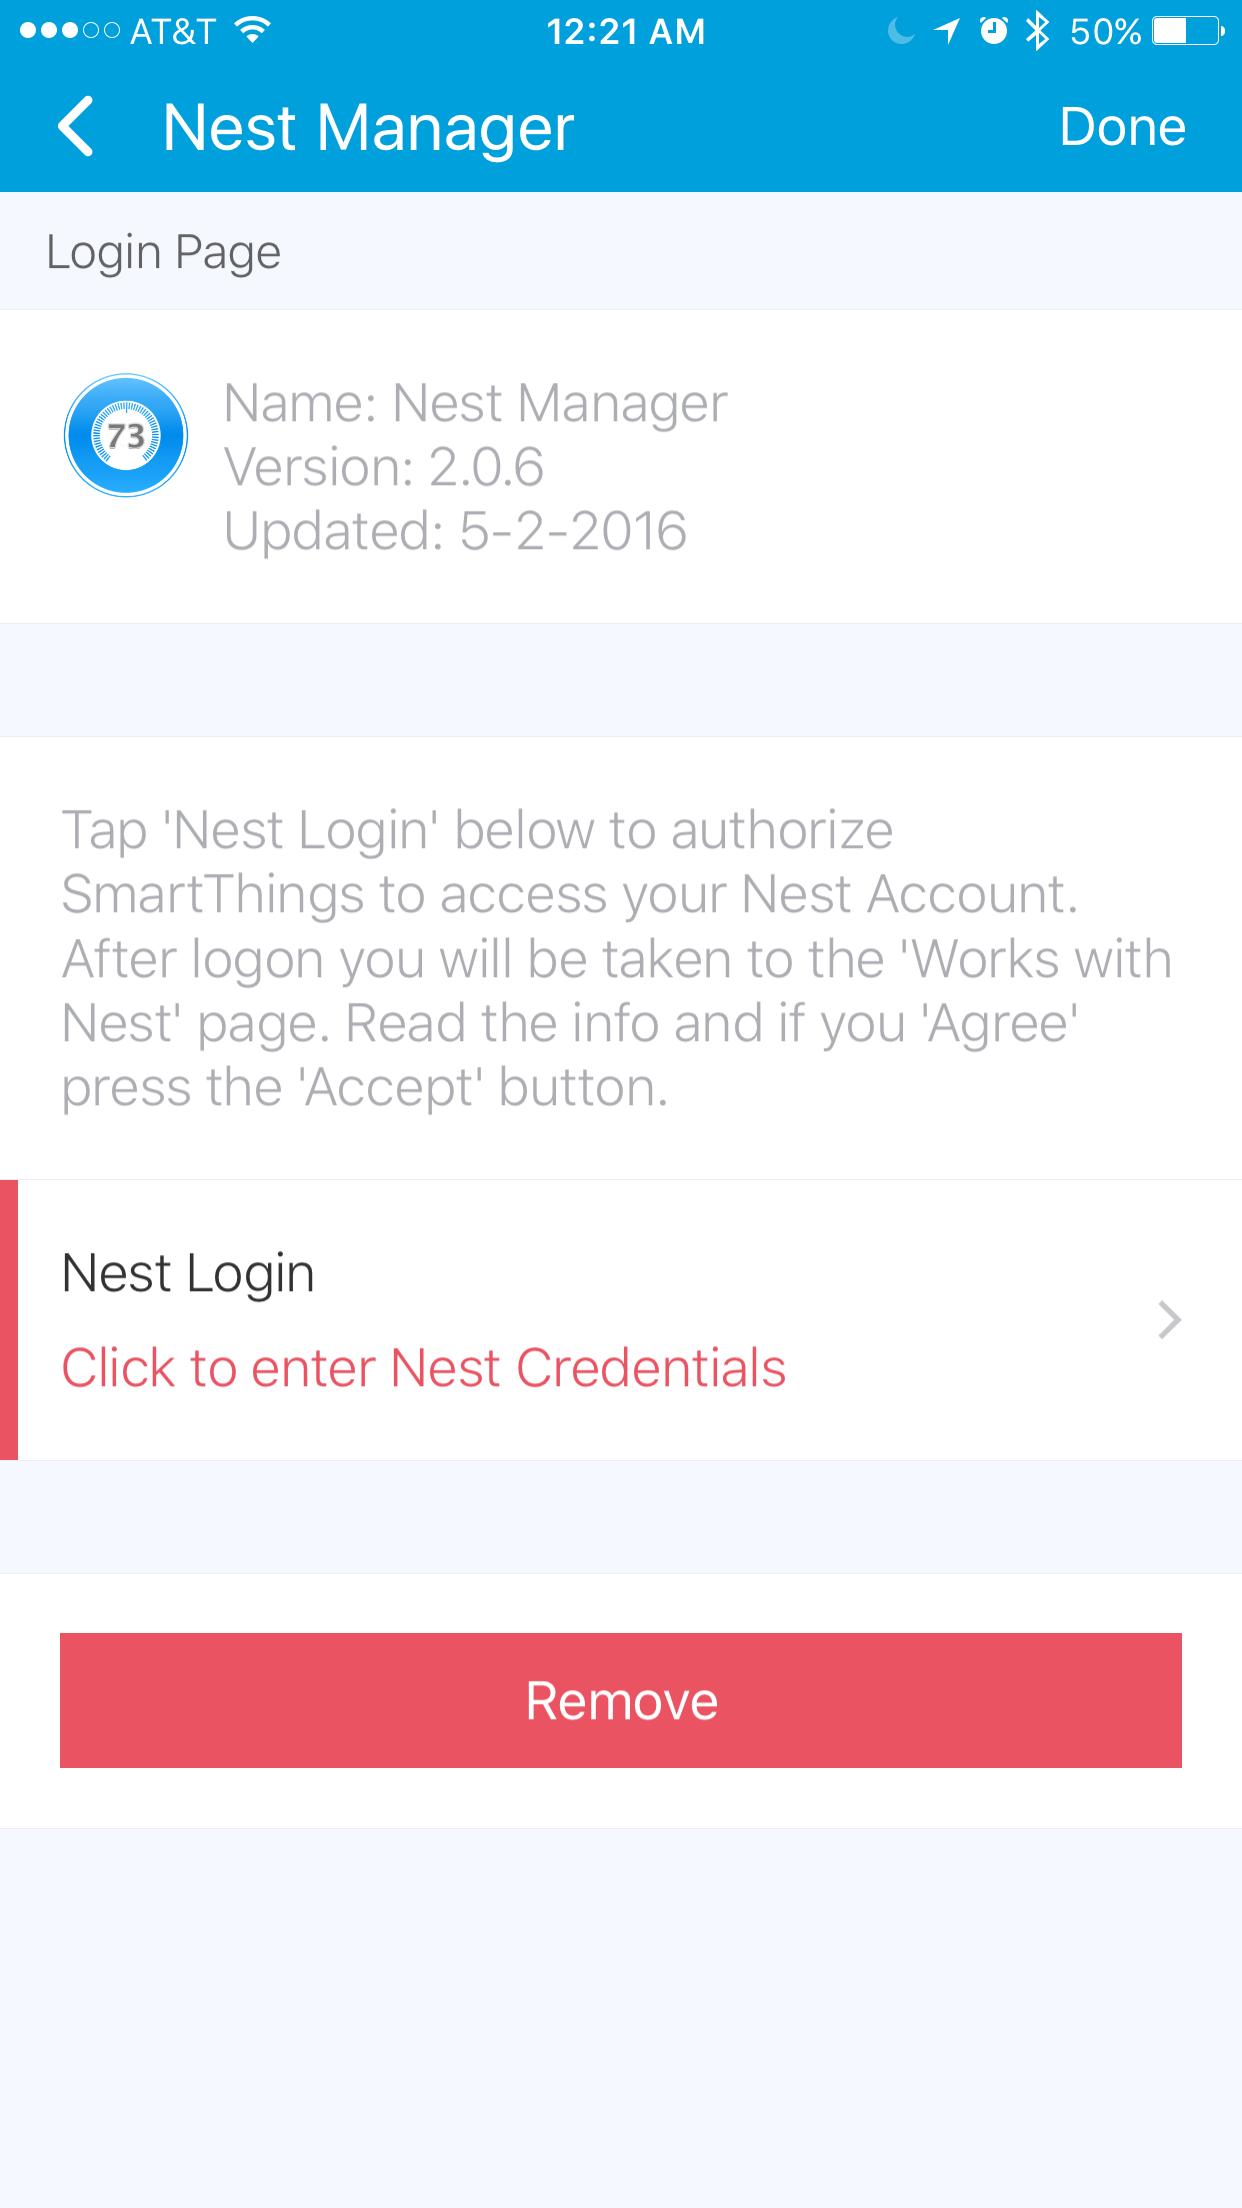 AT&T 12:21 AM 50%
Nest Manager Done
Login Page
73
Name: Nest Manager
Version: 2.0.6
Updated: 5-2-2016
Tap 'Nest Login' below to authorize
SmartThings to access your Nest Account.
After logon you will be taken to the 'Works with
Nest' page. Read the info and if you 'Agree'
press the 'Accept' button.
Nest Login
Click to enter Nest Credentials
Remove